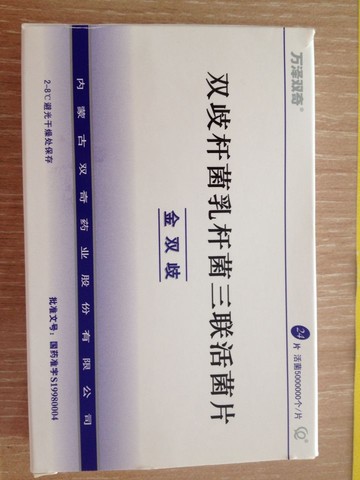 万泽双奇®
双歧杆菌乳杆菌三联活菌片
金双歧
24片 活菌5000000个/片
内蒙古双奇药业股份有限公司
2-8℃避光干燥处保存
批准文号：国药准字S19980004